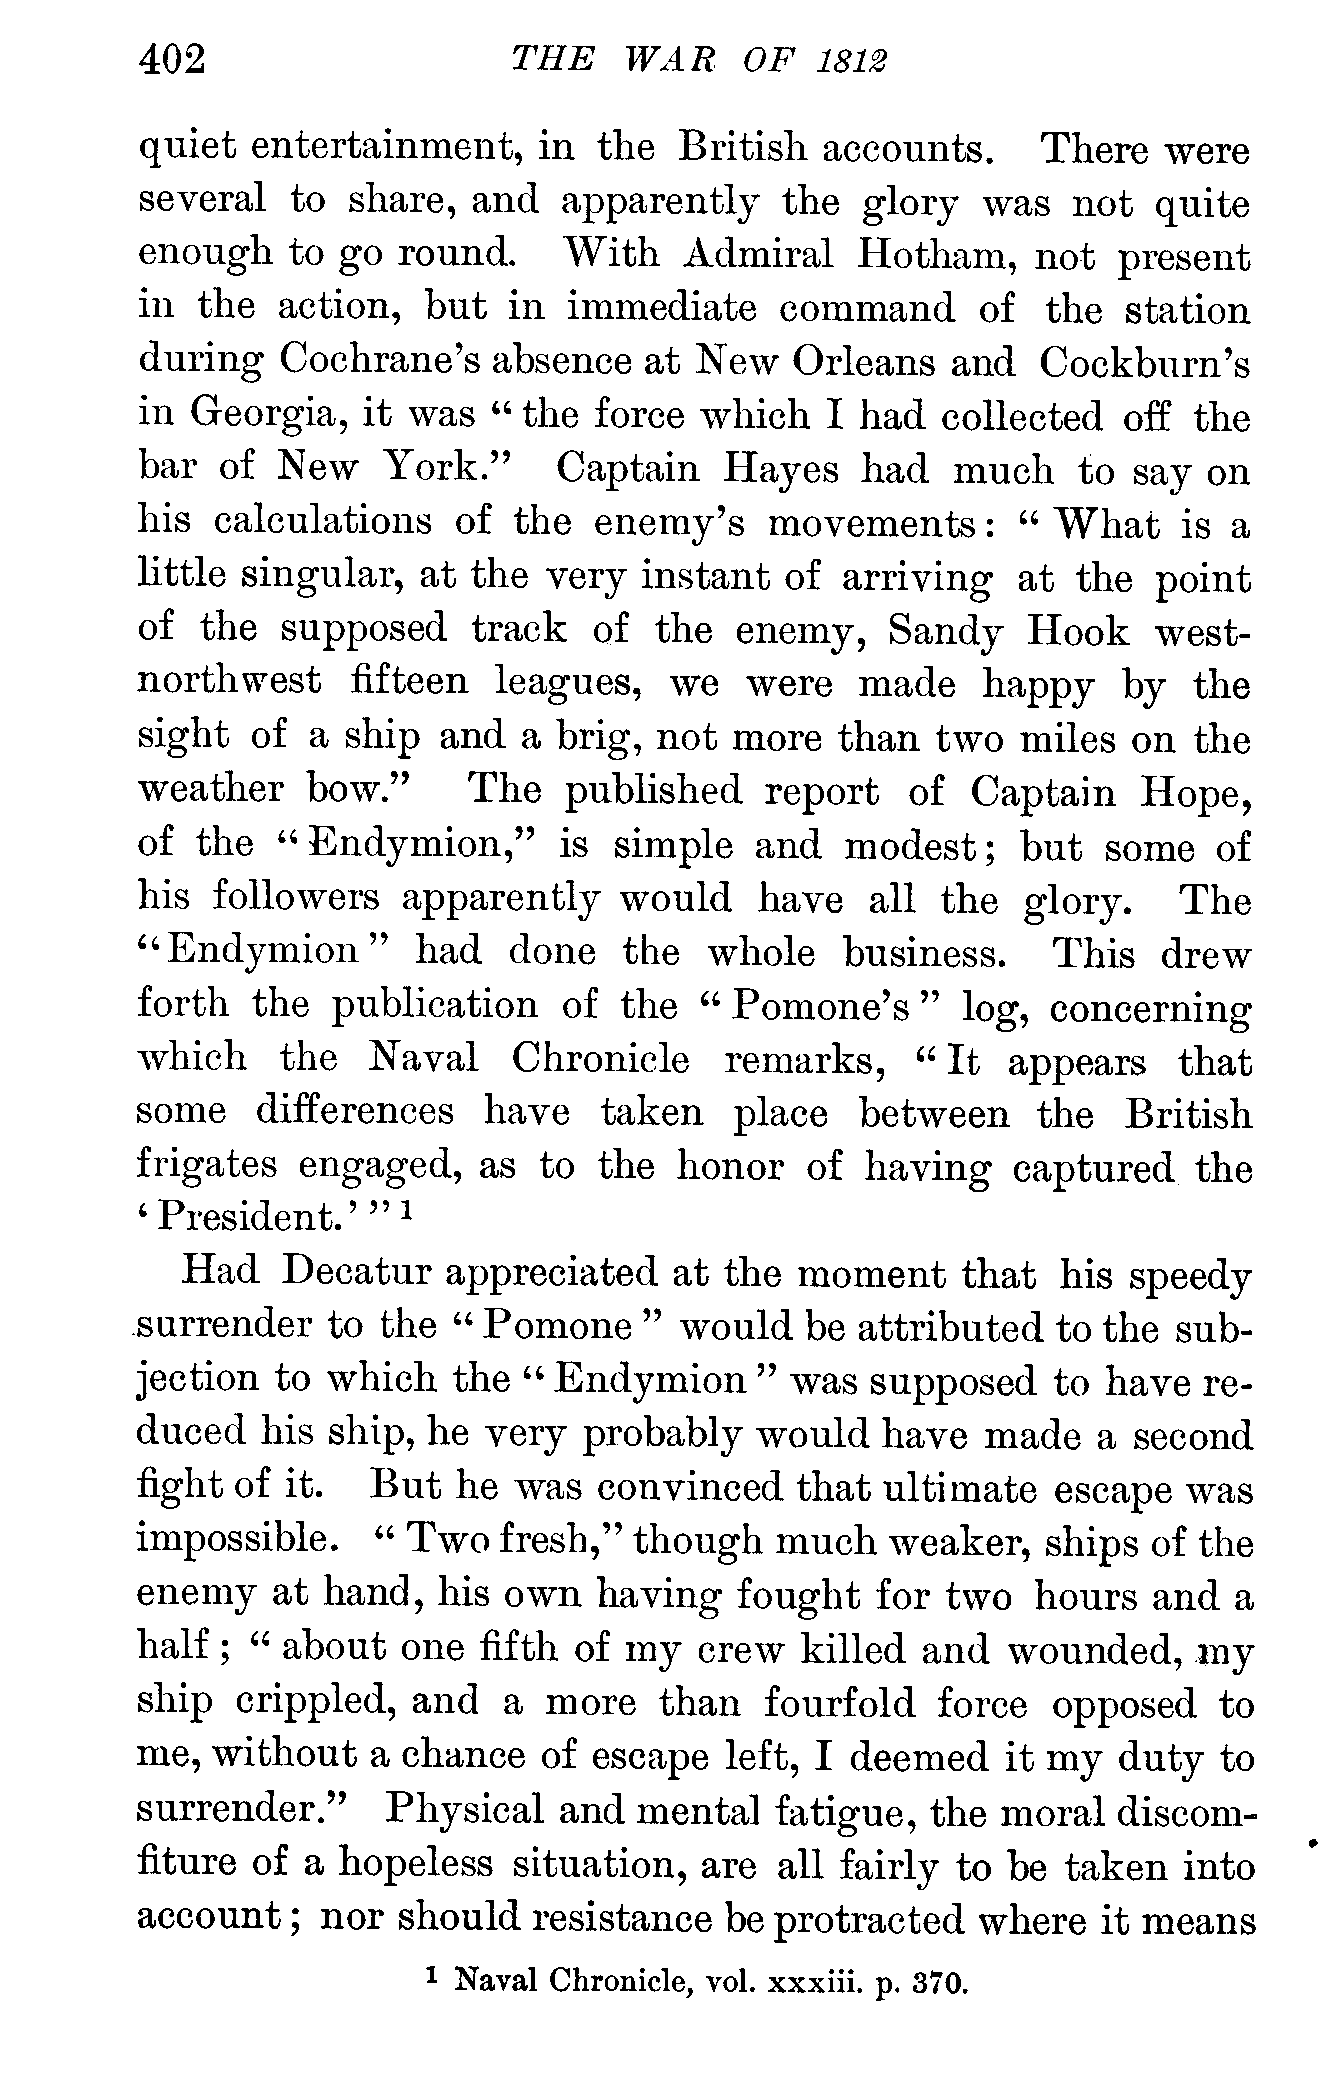 402 THE WAR OF 1812
quiet entertainment, in the British accounts. There were
several to share, and apparently the glory was not quite
enough to go round. With Admiral Hotham, not present
in the action, but in immediate command of the station
during Cochrane's absence at New Orleans and Cockburn's
in Georgia, it was “ the force which I had collected off the
bar of New York.” Captain Hayes had much to say on
his calculations of the enemy's movements : “ What is a
little singular, at the very instant of arriving at the point
of the supposed track of the enemy, Sandy Hook west-
northwest fifteen leagues, we were made happy by the
sight of a ship and a brig, not more than two miles on the
weather bow.” The published report of Captain Hope,
of the “ Endymion,” is simple and modest ; but some of
his followers apparently would have all the glory. The
“Endymion ” had done the whole business. This drew
forth the publication of the “ Pomone's ” log, concerning
which the Naval Chronicle remarks, “ It appears that
some differences have taken place between the British
frigates engaged, as to the honor of having captured the
‘ President.’ ” 1
Had Decatur appreciated at the moment that his speedy
surrender to the “ Pomone ” would be attributed to the sub-
jection to which the “ Endymion ” was supposed to have re-
duced his ship, he very probably would have made a second
fight of it. But he was convinced that ultimate escape was
impossible. “ Two fresh,” though much weaker, ships of the
enemy at hand, his own having fought for two hours and a
half ; “ about one fifth of my crew killed and wounded, my
ship crippled, and a more than fourfold force opposed to
me, without a chance of escape left, I deemed it my duty to
surrender.” Physical and mental fatigue, the moral discom-
fiture of a hopeless situation, are all fairly to be taken into
account ; nor should resistance be protracted where it means
1 Naval Chronicle, vol. xxxiii. p. 370.